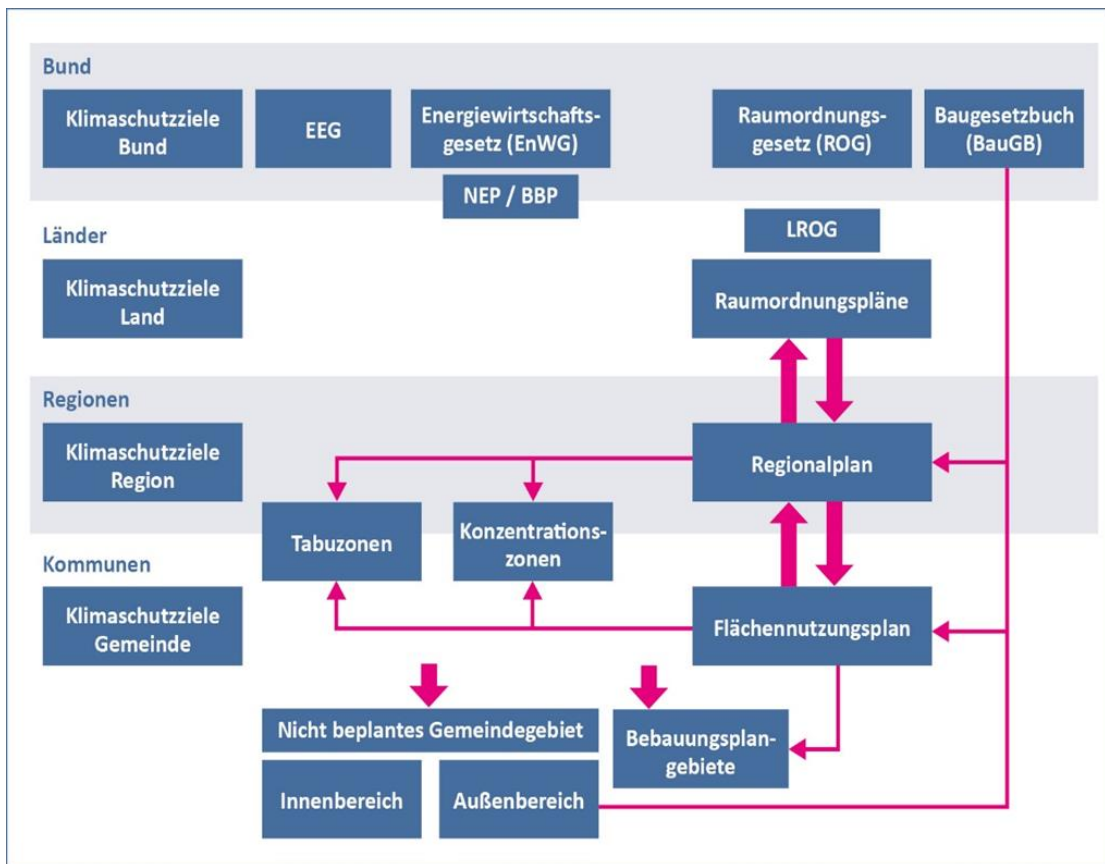 Bund
Klimaschutzziele
Bund
EEG
Energiewirtschafts-
gesetz (EnWG)
Raumordnungs-
gesetz (ROG)
Baugesetzbuch
(BauGB)
NEP / BBP
Länder
LROG
Klimaschutzziele
Land
Raumordnungspläne
Regionen
Klimaschutzziele
Region
Regionalplan
Tabuzonen
Konzentrations-
zonen
Kommunen
Klimaschutzziele
Gemeinde
Flächennutzungsplan
Nicht beplantes Gemeindegebiet
Bebauungsplan-
gebiete
Innenbereich
Außenbereich